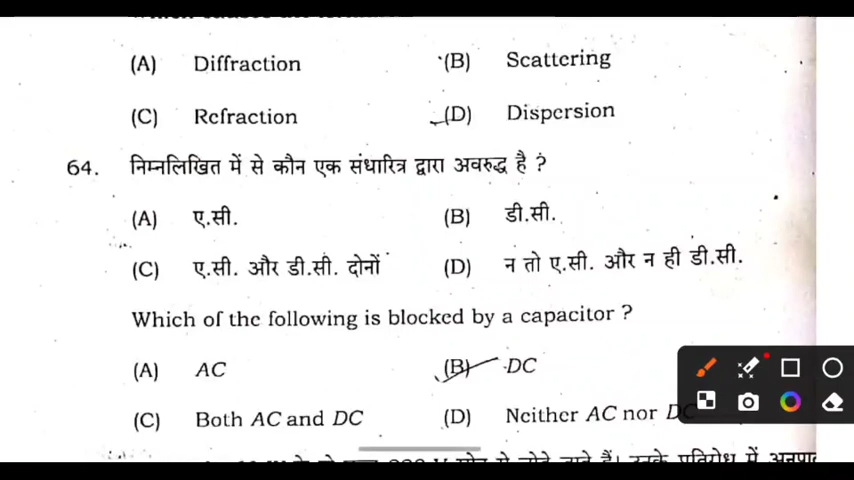 (A) Diffraction (B) Scattering
(C) Refraction (D) Dispersion
64. निम्नलिखित में से कौन एक संधारित्र द्वारा अवरुद्ध है ?
(A) ए.सी. (B) डी.सी.
(C) ए.सी. और डी.सी. दोनों (D) न तो ए.सी. और न ही डी.सी.
Which of the following is blocked by a capacitor ?
(A) AC (B) DC
(C) Both AC and DC (D) Neither AC nor DC